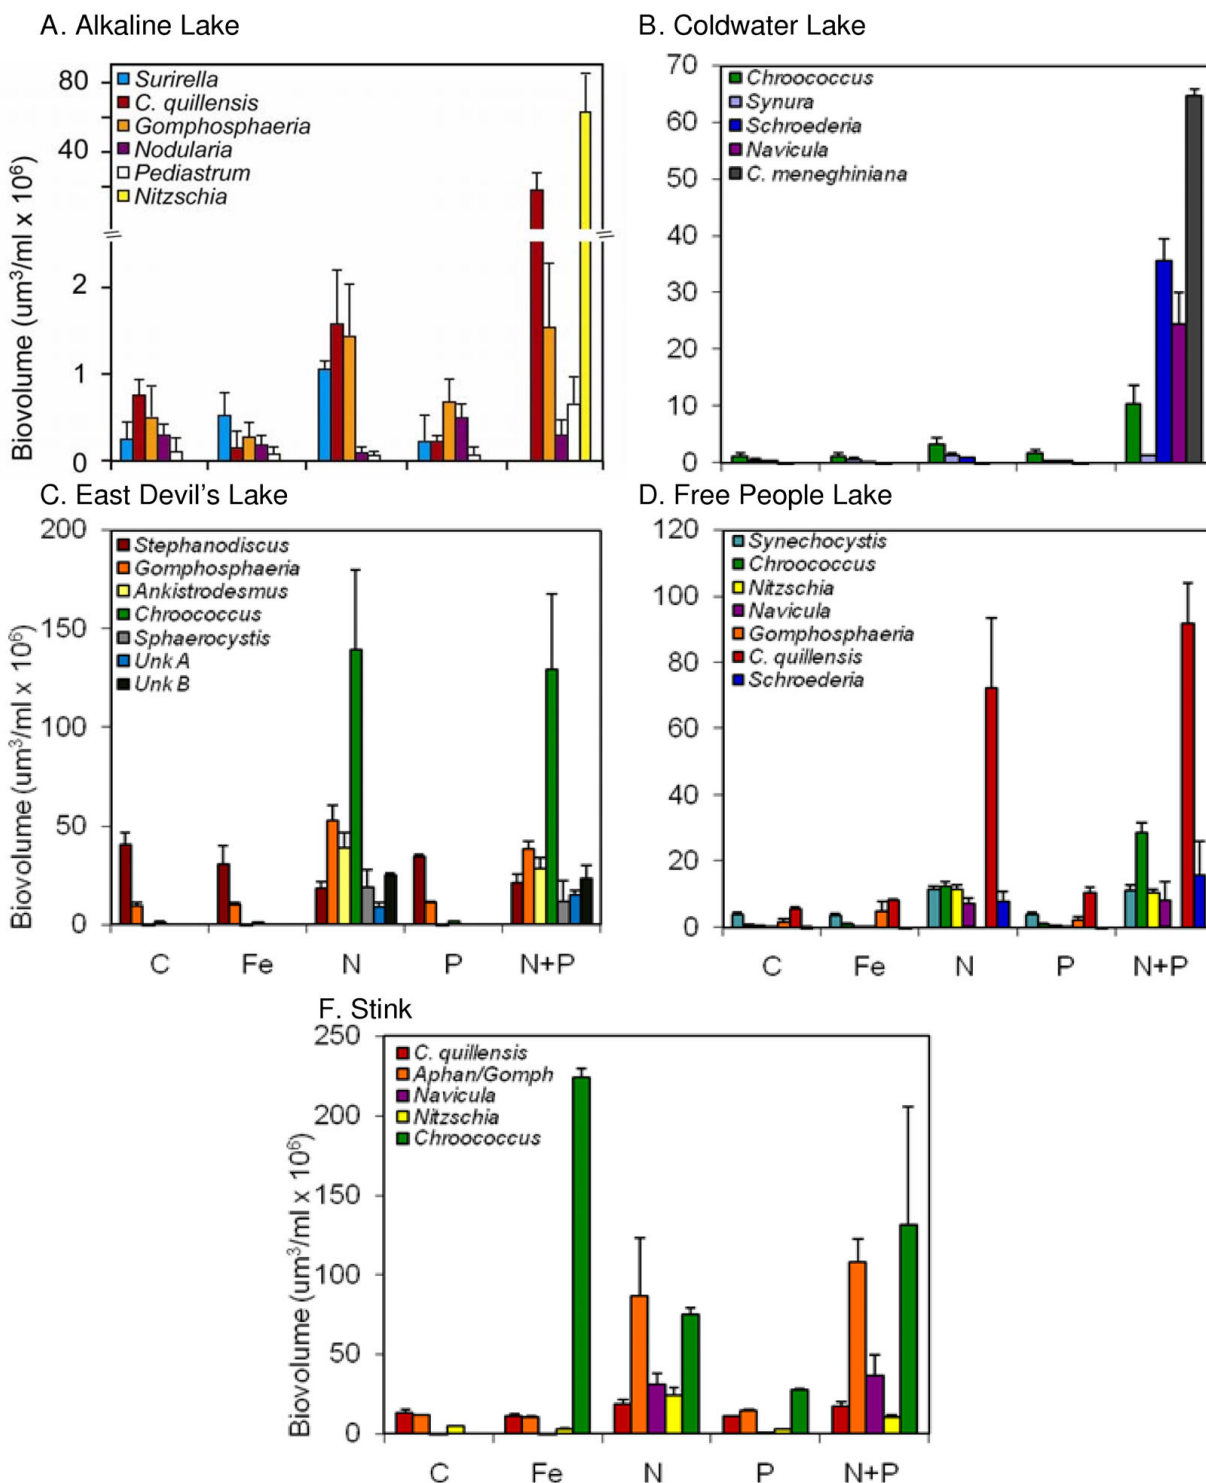 A. Alkaline Lake
Biovolume (um³/ml x 10⁶)
80
40
2
1
0
Surirella
C. quillensis
Gomphosphaeria
Nodularia
Pediastrum
Nitzschia
B. Coldwater Lake
70
60
50
40
30
20
10
0
Chroococcus
Synura
Schroederia
Navicula
C. meneghiniana
C. East Devil's Lake
Biovolume (um³/ml x 10⁶)
200
150
100
50
0
Stephanodiscus
Gomphosphaeria
Ankistrodesmus
Chroococcus
Sphaerocystis
Unk A
Unk B
C Fe N P N+P
D. Free People Lake
120
100
80
60
40
20
0
Synechocystis
Chroococcus
Nitzschia
Navicula
Gomphosphaeria
C. quillensis
Schroederia
C Fe N P N+P
F. Stink
Biovolume (um³/ml x 10⁶)
250
200
150
100
50
0
C. quillensis
Aphan/Gomph
Navicula
Nitzschia
Chroococcus
C Fe N P N+P